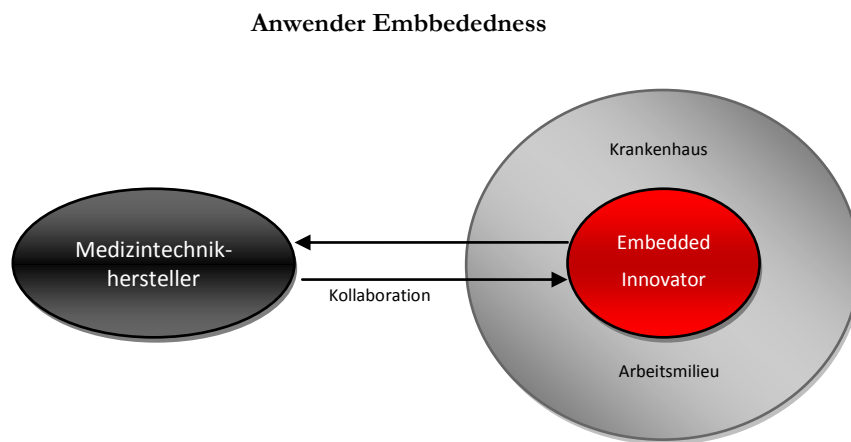 Anwender Embbededness
Krankenhaus
Medizintechnik-
hersteller
Embedded
Innovator
Kollaboration
Arbeitsmilieu